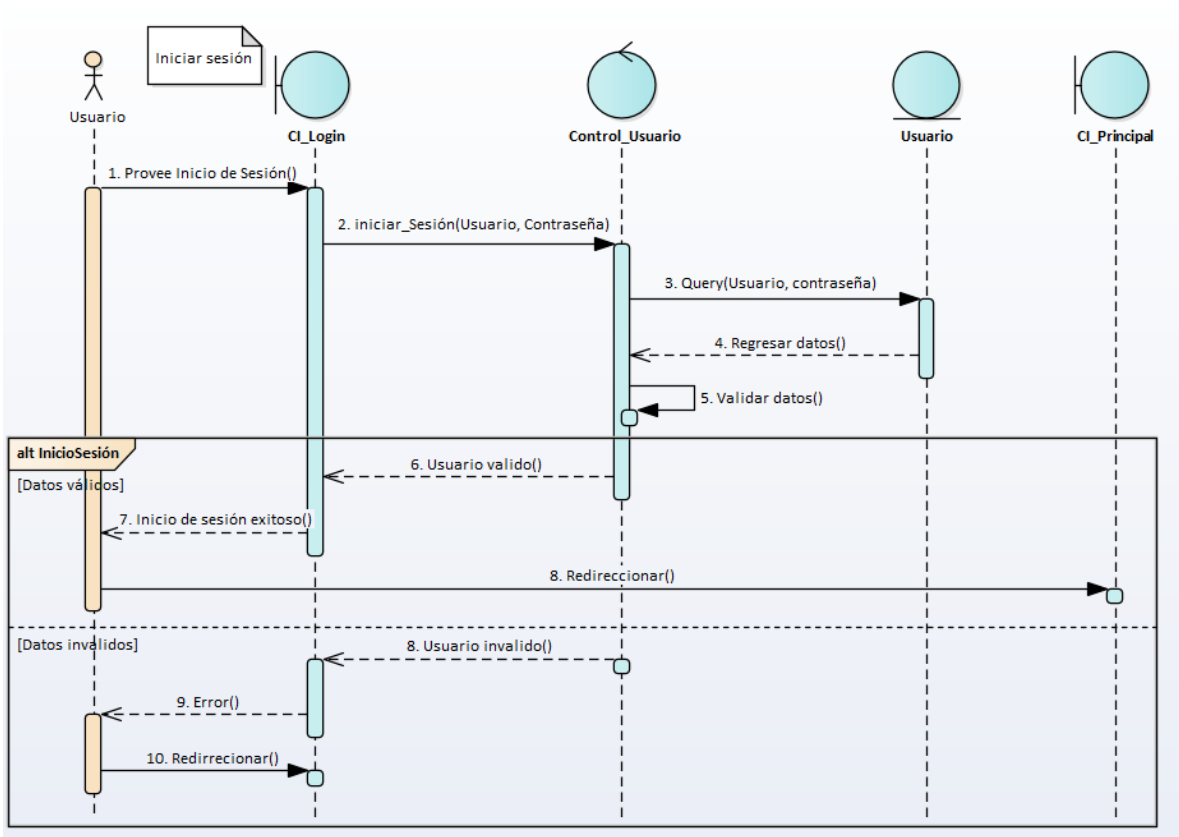 Iniciar sesión
Usuario
CI_Login
Control_Usuario
Usuario
CI_Principal
1. Provee Inicio de Sesión()
2. iniciar_Sesión(Usuario, Contraseña)
3. Query(Usuario, contraseña)
4. Regresar datos()
5. Validar datos()
alt InicioSesión
6. Usuario valido()
[Datos válidos]
7. Inicio de sesión exitoso()
8. Redireccionar()
[Datos invalidos]
8. Usuario invalido()
9. Error()
10. Redirrecionar()